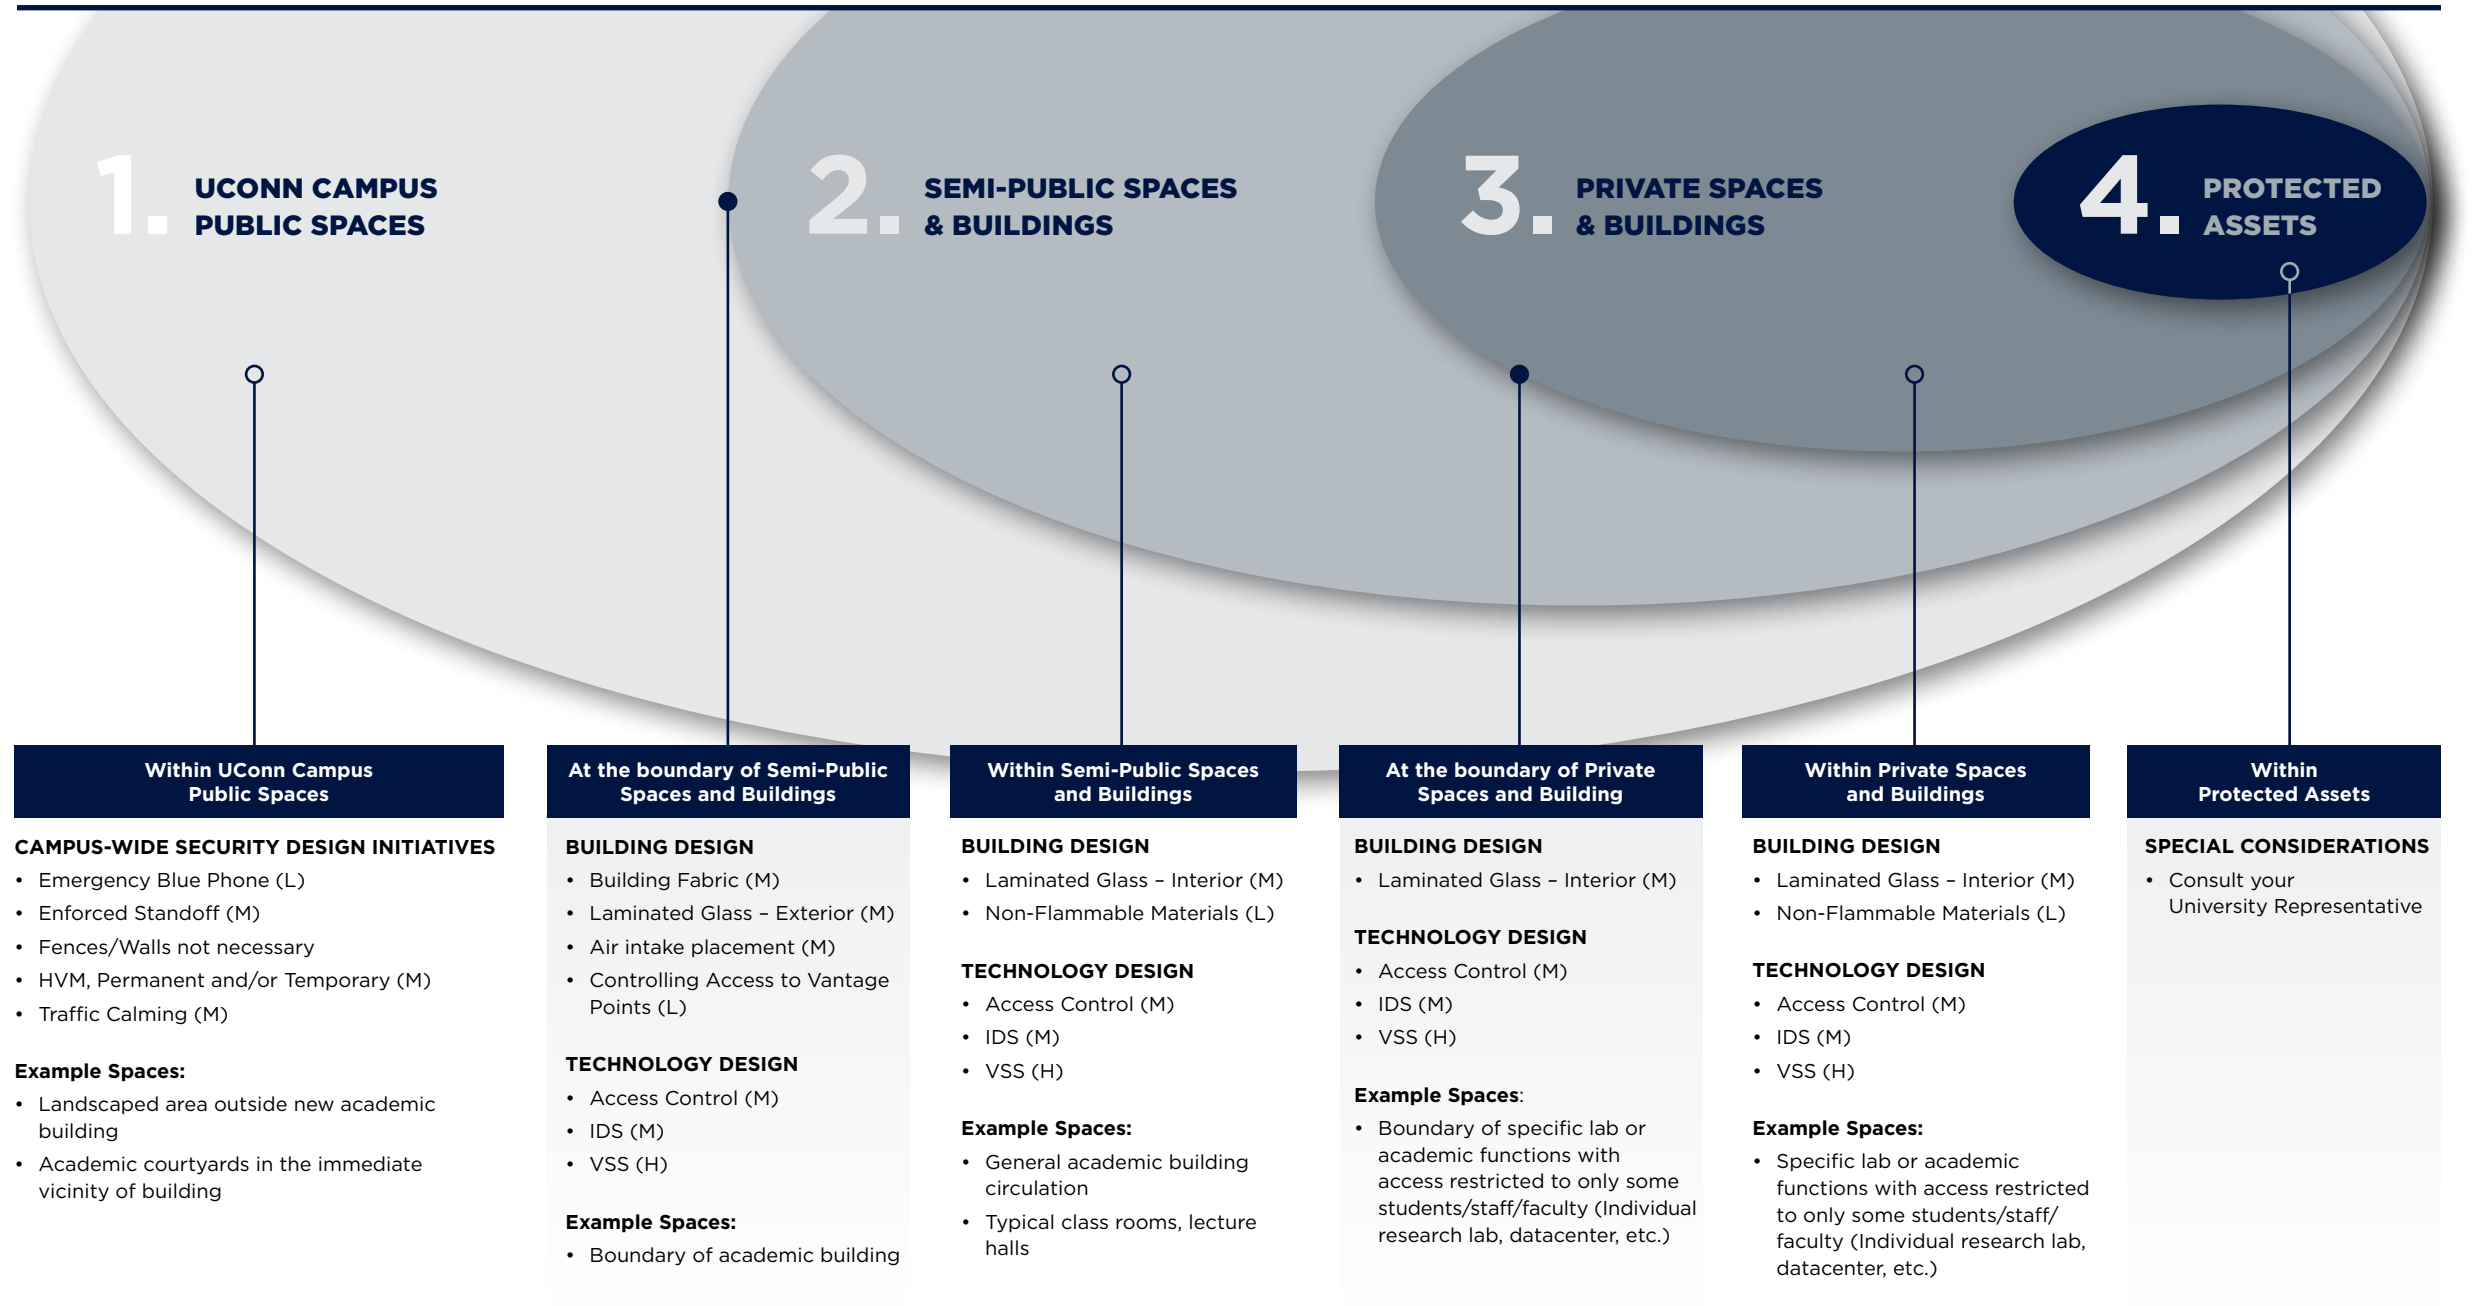 1. UCONN CAMPUS
PUBLIC SPACES
2. SEMI-PUBLIC SPACES
& BUILDINGS
3. PRIVATE SPACES
& BUILDINGS
4. PROTECTED
ASSETS
Within UConn Campus
Public Spaces
CAMPUS-WIDE SECURITY DESIGN INITIATIVES
• Emergency Blue Phone (L)
• Enforced Standoff (M)
• Fences/Walls not necessary
• HVM, Permanent and/or Temporary (M)
• Traffic Calming (M)
Example Spaces:
• Landscaped area outside new academic
building
• Academic courtyards in the immediate
vicinity of building
At the boundary of Semi-Public
Spaces and Buildings
BUILDING DESIGN
• Building Fabric (M)
• Laminated Glass – Exterior (M)
• Air intake placement (M)
• Controlling Access to Vantage
Points (L)
TECHNOLOGY DESIGN
• Access Control (M)
• IDS (M)
• VSS (H)
Example Spaces:
• Boundary of academic building
Within Semi-Public Spaces
and Buildings
BUILDING DESIGN
• Laminated Glass – Interior (M)
• Non-Flammable Materials (L)
TECHNOLOGY DESIGN
• Access Control (M)
• IDS (M)
• VSS (H)
Example Spaces:
• General academic building
circulation
• Typical class rooms, lecture
halls
At the boundary of Private
Spaces and Building
BUILDING DESIGN
• Laminated Glass – Interior (M)
TECHNOLOGY DESIGN
• Access Control (M)
• IDS (M)
• VSS (H)
Example Spaces:
• Boundary of specific lab or
academic functions with
access restricted to only some
students/staff/faculty (Individual
research lab, datacenter, etc.)
Within Private Spaces
and Buildings
BUILDING DESIGN
• Laminated Glass – Interior (M)
• Non-Flammable Materials (L)
TECHNOLOGY DESIGN
• Access Control (M)
• IDS (M)
• VSS (H)
Example Spaces:
• Specific lab or academic
functions with access restricted
to only some students/staff/
faculty (Individual research lab,
datacenter, etc.)
Within
Protected Assets
SPECIAL CONSIDERATIONS
• Consult your
University Representative